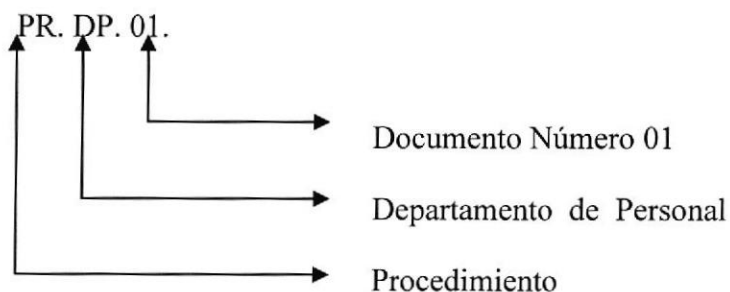 PR. DP. 01.
Documento Número 01
Departamento de Personal
Procedimiento